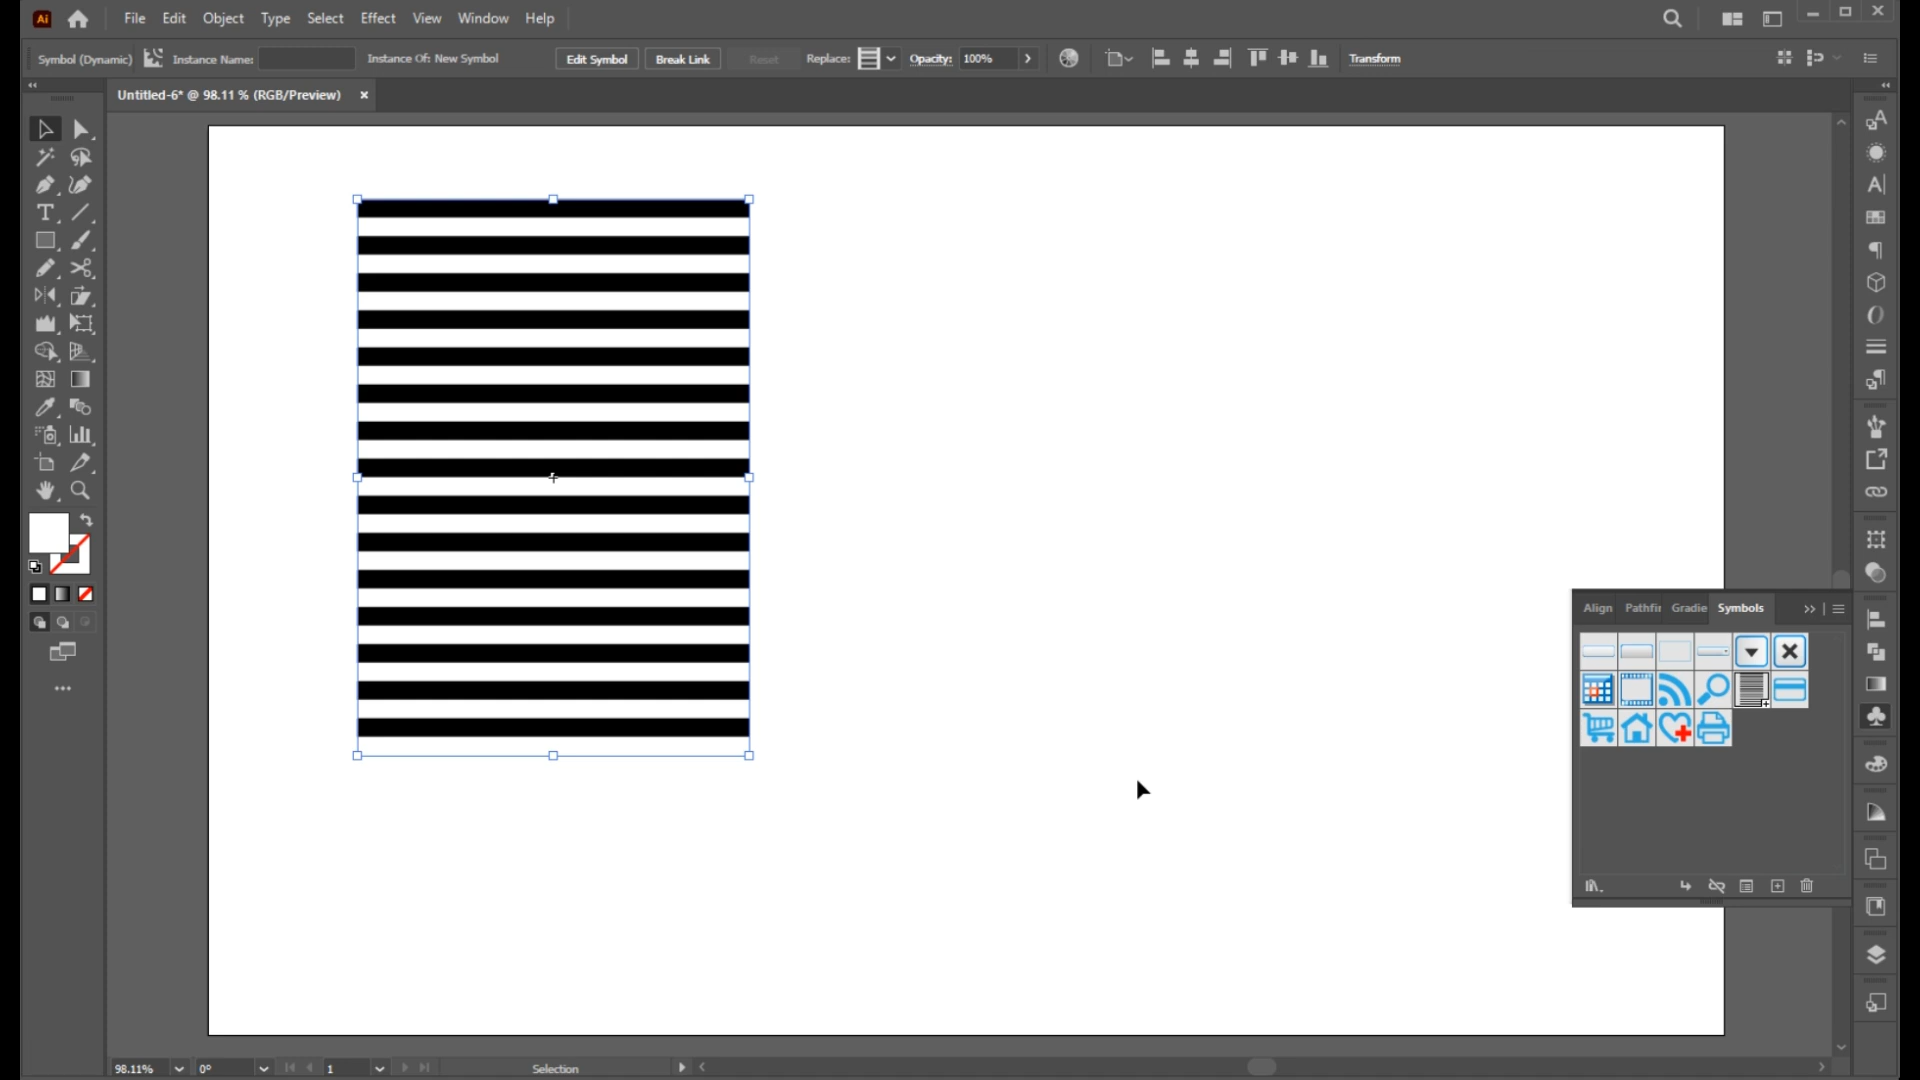 Ai File Edit Object Type Select Effect View Window Help
Symbol (Dynamic) Instance Name: Instance Of: New Symbol Edit Symbol Break Link Reset Replace: Opacity: 100% Transform
Untitled-6* @ 98.11 % (RGB/Preview) ×
Align Pathfir Gradie Symbols
98.11% 0° 1 Selection